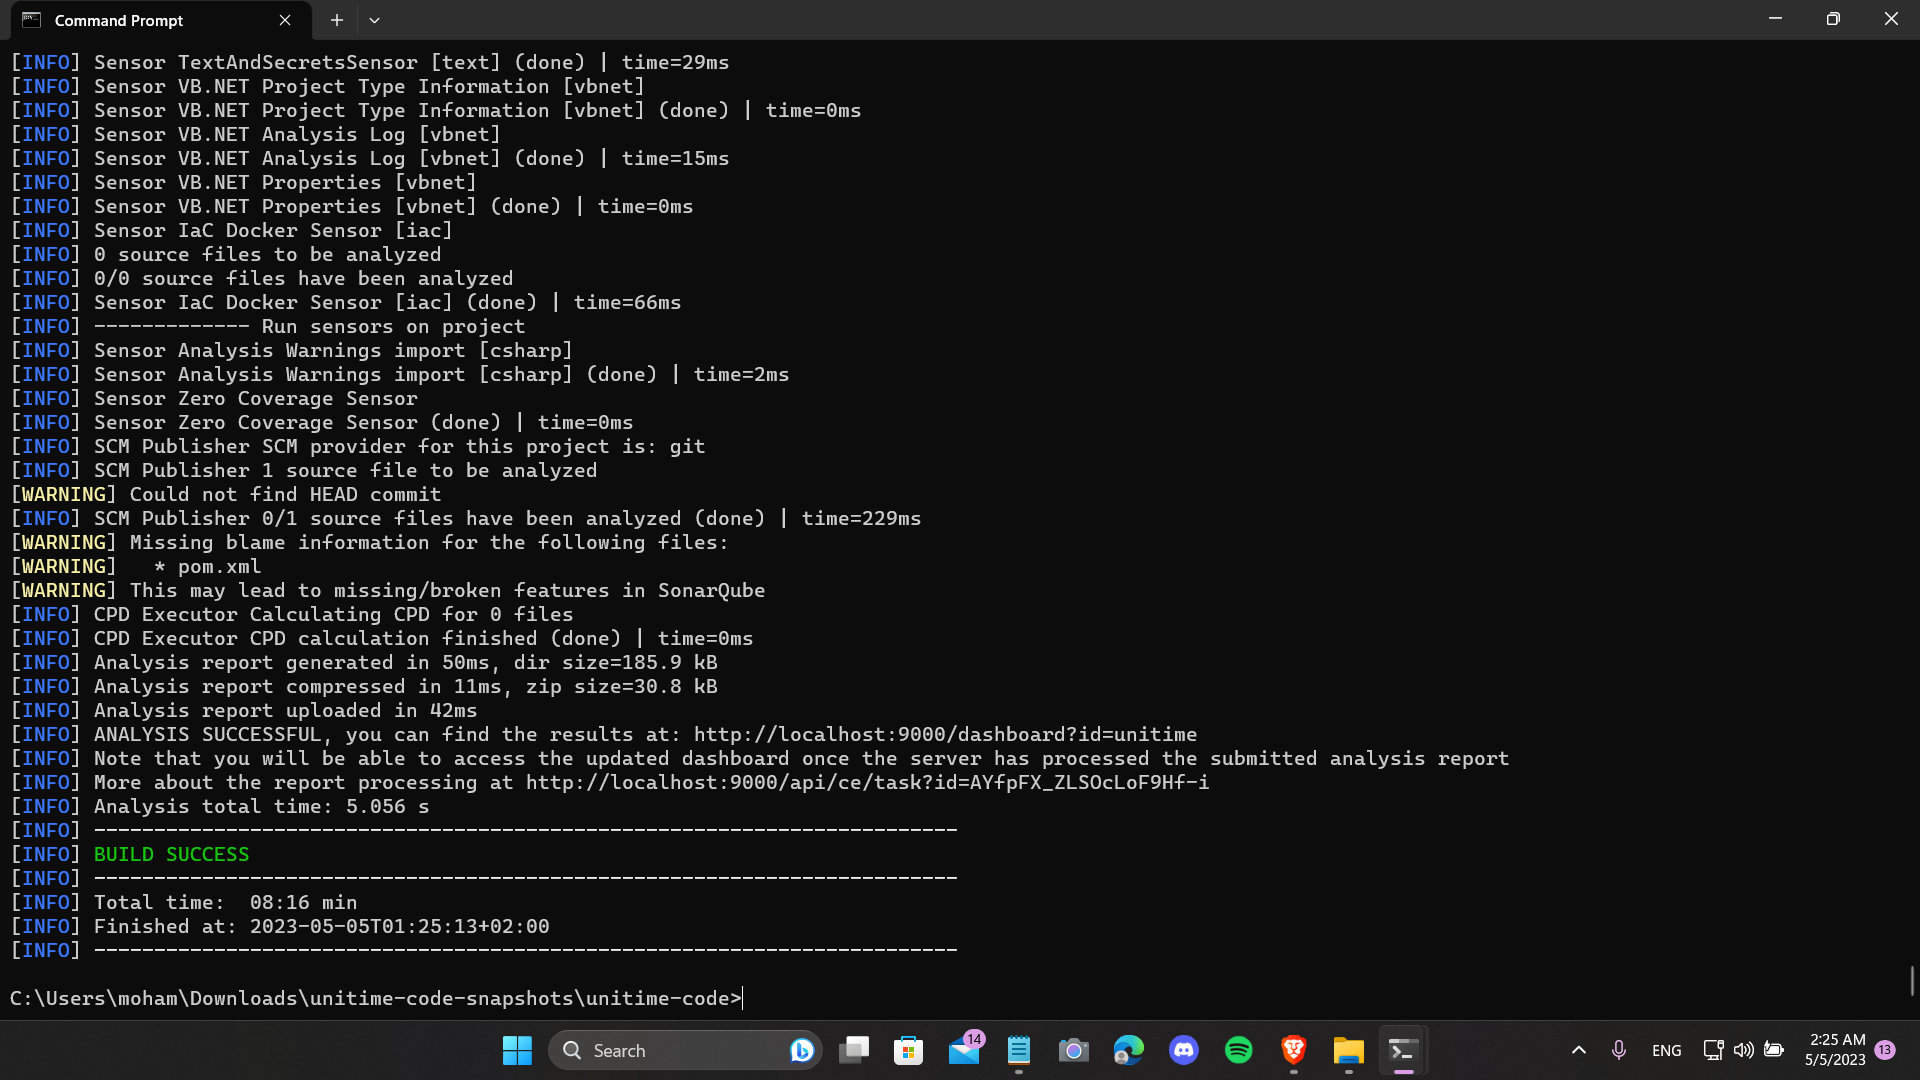 Command Prompt
[INFO] Sensor TextAndSecretsSensor [text] (done) | time=29ms
[INFO] Sensor VB.NET Project Type Information [vbnet]
[INFO] Sensor VB.NET Project Type Information [vbnet] (done) | time=0ms
[INFO] Sensor VB.NET Analysis Log [vbnet]
[INFO] Sensor VB.NET Analysis Log [vbnet] (done) | time=15ms
[INFO] Sensor VB.NET Properties [vbnet]
[INFO] Sensor VB.NET Properties [vbnet] (done) | time=0ms
[INFO] Sensor IaC Docker Sensor [iac]
[INFO] 0 source files to be analyzed
[INFO] 0/0 source files have been analyzed
[INFO] Sensor IaC Docker Sensor [iac] (done) | time=66ms
[INFO] ------------- Run sensors on project
[INFO] Sensor Analysis Warnings import [csharp]
[INFO] Sensor Analysis Warnings import [csharp] (done) | time=2ms
[INFO] Sensor Zero Coverage Sensor
[INFO] Sensor Zero Coverage Sensor (done) | time=0ms
[INFO] SCM Publisher SCM provider for this project is: git
[INFO] SCM Publisher 1 source file to be analyzed
[WARNING] Could not find HEAD commit
[INFO] SCM Publisher 0/1 source files have been analyzed (done) | time=229ms
[WARNING] Missing blame information for the following files:
[WARNING]   * pom.xml
[WARNING] This may lead to missing/broken features in SonarQube
[INFO] CPD Executor Calculating CPD for 0 files
[INFO] CPD Executor CPD calculation finished (done) | time=0ms
[INFO] Analysis report generated in 50ms, dir size=185.9 kB
[INFO] Analysis report compressed in 11ms, zip size=30.8 kB
[INFO] Analysis report uploaded in 42ms
[INFO] ANALYSIS SUCCESSFUL, you can find the results at: http://localhost:9000/dashboard?id=unitime
[INFO] Note that you will be able to access the updated dashboard once the server has processed the submitted analysis report
[INFO] More about the report processing at http://localhost:9000/api/ce/task?id=AYfpFX_ZLSOcLoF9Hf-i
[INFO] Analysis total time: 5.056 s
[INFO] ------------------------------------------------------------------------
[INFO] BUILD SUCCESS
[INFO] ------------------------------------------------------------------------
[INFO] Total time:  08:16 min
[INFO] Finished at: 2023-05-05T01:25:13+02:00
[INFO] ------------------------------------------------------------------------
C:\Users\moham\Downloads\unitime-code-snapshots\unitime-code>
Search
14
ENG
2:25 AM
5/5/2023
13